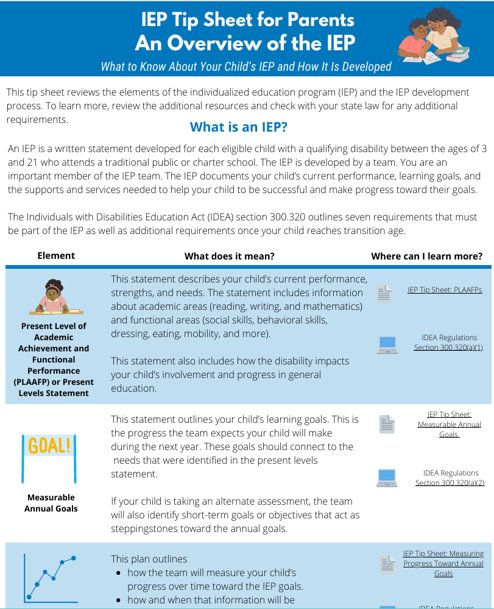 IEP Tip Sheet for Parents
An Overview of the IEP
What to Know About Your Child's IEP and How It Is Developed
This tip sheet reviews the elements of the individualized education program (IEP) and the IEP development
process. To learn more, review the additional resources and check with your state law for any additional
requirements.
What is an IEP?
An IEP is a written statement developed for each eligible child with a qualifying disability between the ages of 3
and 21 who attends a traditional public or charter school. The IEP is developed by a team. You are an
important member of the IEP team. The IEP documents your child's current performance, learning goals, and
the supports and services needed to help your child to be successful and make progress toward their goals.
The Individuals with Disabilities Education Act (IDEA) section 300.320 outlines seven requirements that must
be part of the IEP as well as additional requirements once your child reaches transition age.
Element
What does it mean?
Where can I learn more?
Present Level of
Academic
Achievement and
Functional
Performance
(PLAAFP) or Present
Levels Statement
This statement describes your child's current performance,
strengths, and needs. The statement includes information
about academic areas (reading, writing, and mathematics)
and functional areas (social skills, behavioral skills,
dressing, eating, mobility, and more).
This statement also includes how the disability impacts
your child's involvement and progress in general
education.
IEP Tip Sheet: PLAAFPs
IDEA Regulations
Section 300.320(a)(1)
GOAL!
Measurable
Annual Goals
This statement outlines your child's learning goals. This is
the progress the team expects your child will make
during the next year. These goals should connect to the
needs that were identified in the present levels
statement.
If your child is taking an alternate assessment, the team
will also identify short-term goals or objectives that act as
steppingstones toward the annual goals.
IEP Tip Sheet:
Measurable Annual
Goals
IDEA Regulations
Section 300.320(a)(2)
This plan outlines
• how the team will measure your child's
progress over time toward the IEP goals.
• how and when that information will be
IEP Tip Sheet: Measuring
Progress Toward Annual
Goals
IDEA Regulations